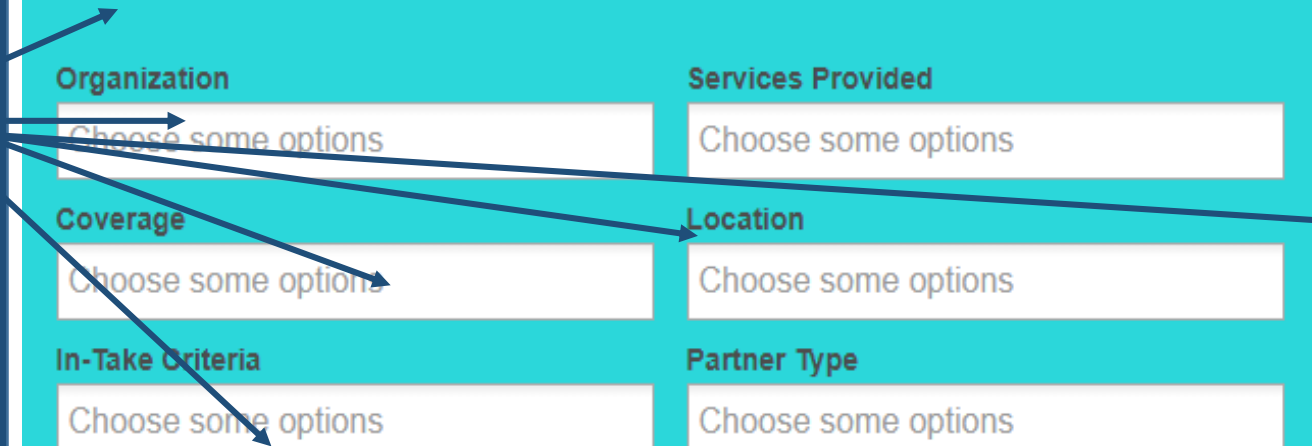 Organization
Services Provided
Choose some options
Choose some options
Coverage
Location
Choose some options
Choose some options
In-Take Criteria
Partner Type
Choose some options
Choose some options